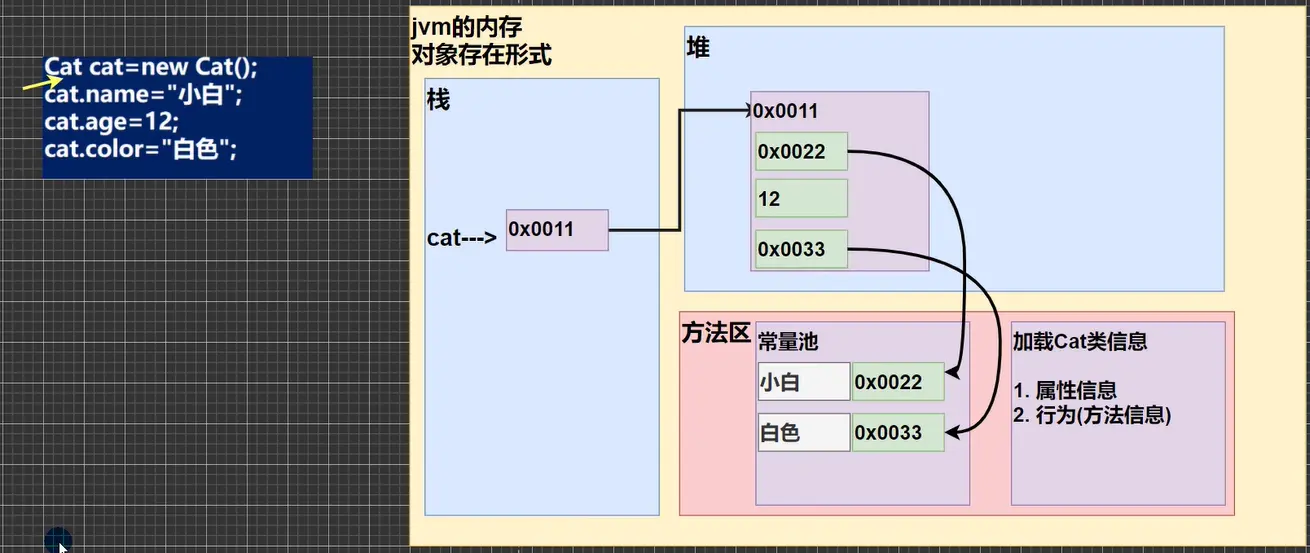 Cat cat=new Cat();
cat.name="小白";
cat.age=12;
cat.color="白色";
jvm的内存
对象存在形式
栈
cat--->
0x0011
堆
0x0011
0x0022
12
0x0033
方法区
常量池
小白
0x0022
白色
0x0033
加载Cat类信息
1. 属性信息
2. 行为(方法信息)